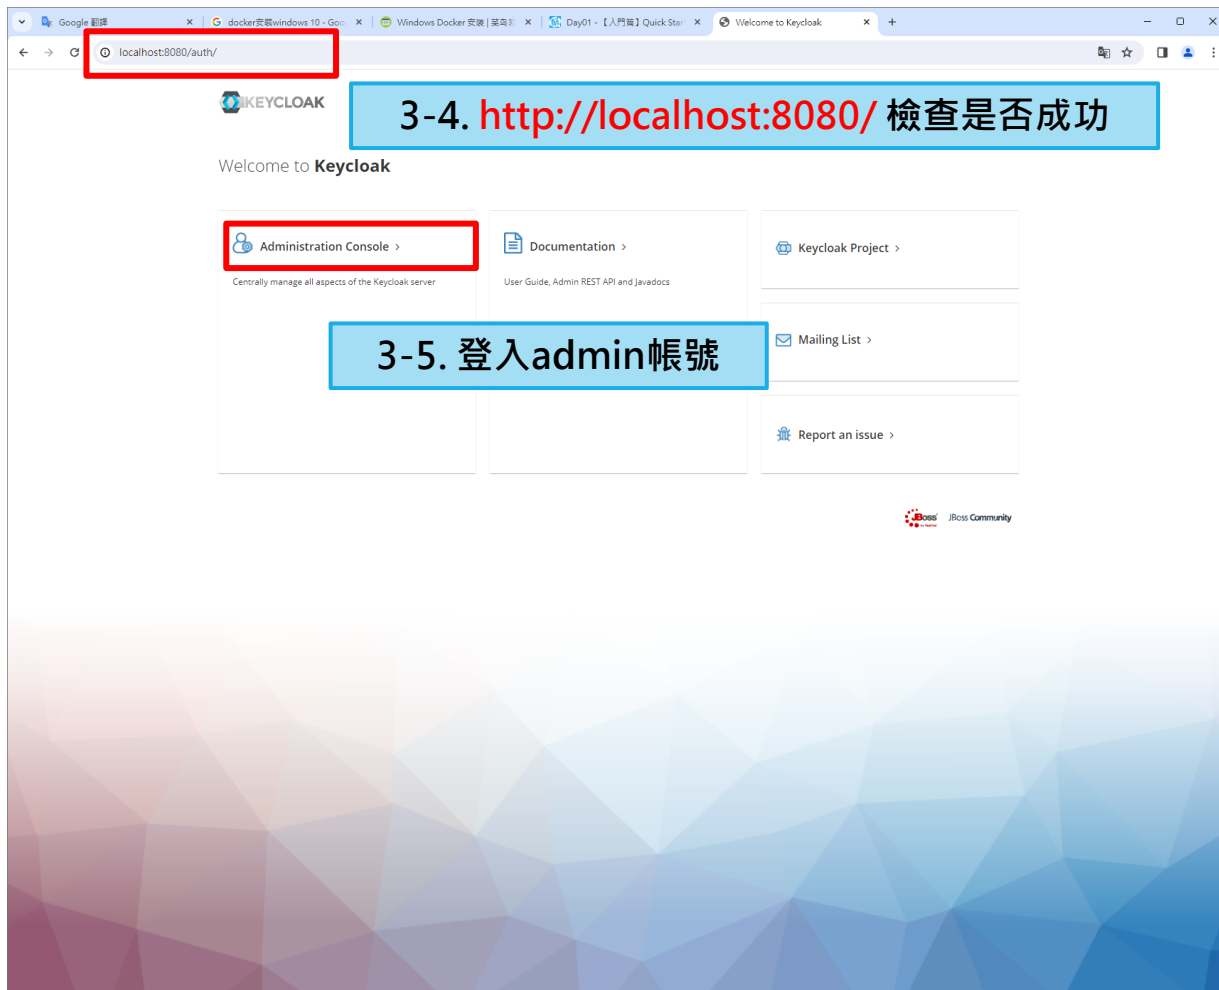 Google 翻譯
docker安裝windows 10 - Goo
Windows Docker 安装 | 菜鸟教
Day01 -【入門篇】Quick Star
Welcome to Keycloak
localhost:8080/auth/
KEYCLOAK
3-4. http://localhost:8080/ 檢查是否成功
Welcome to Keycloak
Administration Console >
Centrally manage all aspects of the Keycloak server
Documentation >
User Guide, Admin REST API and Javadocs
Keycloak Project >
Mailing List >
3-5. 登入admin帳號
Report an issue >
JBoss
JBoss Community